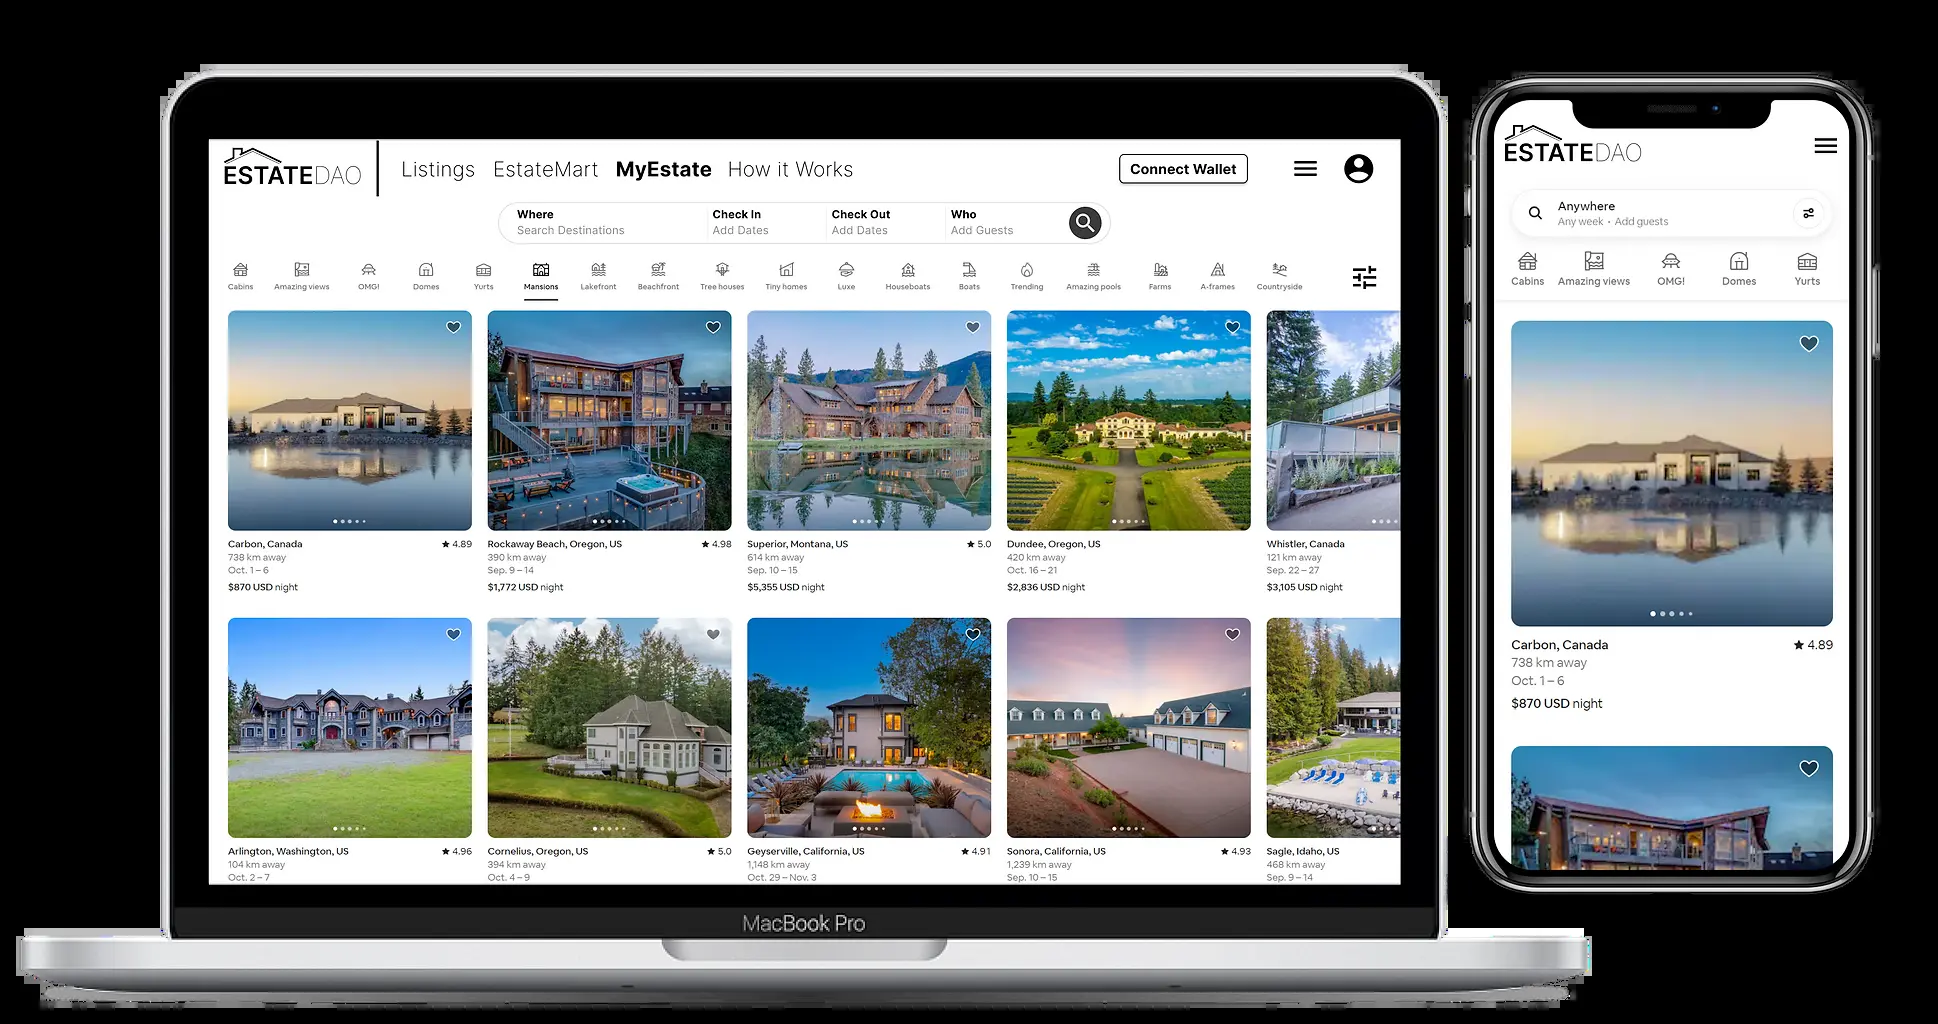 ESTATEDAO
Listings EstateMart MyEstate How it Works
Connect Wallet
Where Check In Check Out Who
Search Destinations Add Dates Add Dates Add Guests
Cabins Amazing views OMG! Domes Yurts Mansions Lakefront Beachfront Tree houses Tiny homes Luxe Houseboats Boats Trending Amazing pools Farms A-frames Countryside
Carbon, Canada ★ 4.89
738 km away
Oct. 1 – 6
$870 USD night
Rockaway Beach, Oregon, US ★ 4.98
390 km away
Sep. 9 – 14
$1,772 USD night
Superior, Montana, US ★ 5.0
614 km away
Sep. 10 – 15
$5,355 USD night
Dundee, Oregon, US
420 km away
Oct. 16 – 21
$2,836 USD night
Whistler, Canada
121 km away
Sep. 22 – 27
$3,105 USD night
Arlington, Washington, US ★ 4.96
104 km away
Oct. 2 – 7
Cornelius, Oregon, US ★ 5.0
394 km away
Oct. 4 – 9
Geyserville, California, US ★ 4.91
1,148 km away
Oct. 29 – Nov. 3
Sonora, California, US ★ 4.93
1,239 km away
Sep. 10 – 15
Sagle, Idaho, US
468 km away
Sep. 9 – 14
MacBook Pro
ESTATEDAO
Anywhere
Any week • Add guests
Cabins Amazing views OMG! Domes Yurts
Carbon, Canada ★ 4.89
738 km away
Oct. 1 – 6
$870 USD night